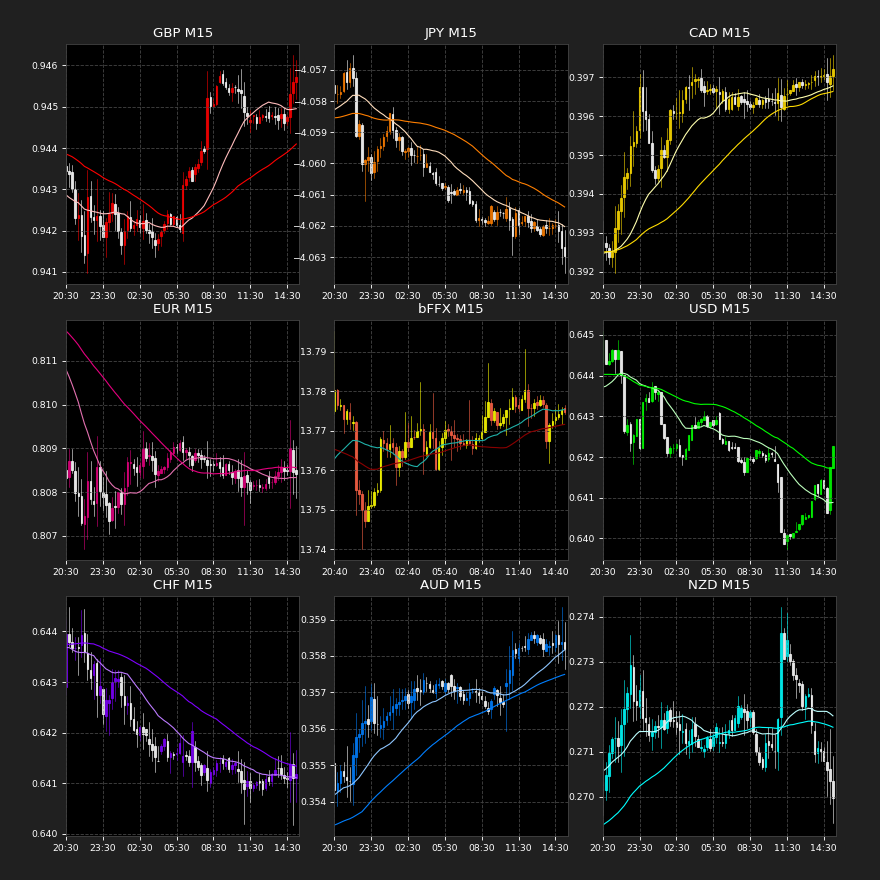 GBP M15
0.946
0.945
0.944
0.943
0.942
0.941
20:30 23:30 02:30 05:30 08:30 11:30 14:30
JPY M15
−4.057
−4.058
−4.059
−4.060
−4.061
−4.062
−4.063
20:30 23:30 02:30 05:30 08:30 11:30 14:30
CAD M15
0.397
0.396
0.395
0.394
0.393
0.392
20:30 23:30 02:30 05:30 08:30 11:30 14:30
EUR M15
0.811
0.810
0.809
0.808
0.807
20:30 23:30 02:30 05:30 08:30 11:30 14:30
bFFX M15
13.79
13.78
13.77
13.76
13.75
13.74
20:40 23:40 02:40 05:40 08:40 11:40 14:40
USD M15
0.645
0.644
0.643
0.642
0.641
0.640
20:30 23:30 02:30 05:30 08:30 11:30 14:30
CHF M15
0.644
0.643
0.642
0.641
0.640
20:30 23:30 02:30 05:30 08:30 11:30 14:30
AUD M15
0.359
0.358
0.357
0.356
0.355
0.354
20:30 23:30 02:30 05:30 08:30 11:30 14:30
NZD M15
0.274
0.273
0.272
0.271
0.270
20:30 23:30 02:30 05:30 08:30 11:30 14:30